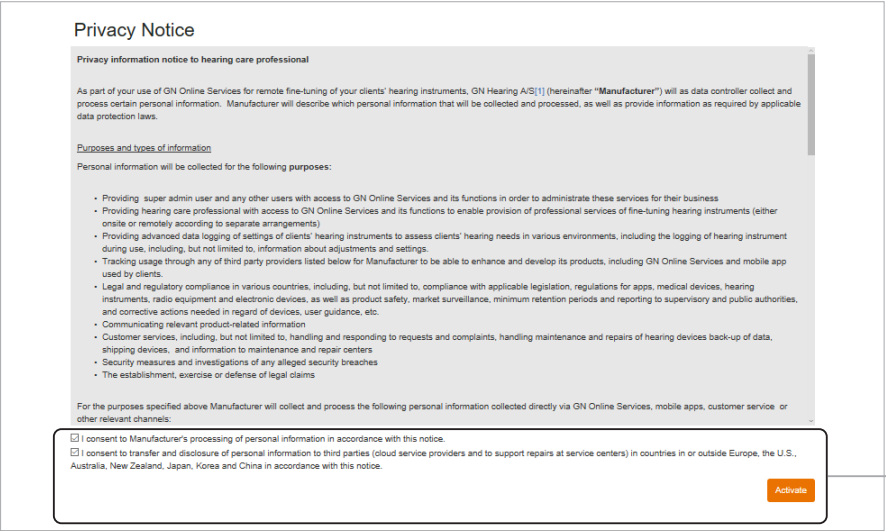 Privacy Notice
Privacy information notice to hearing care professional
As part of your use of GN Online Services for remote fine-tuning of your clients' hearing instruments, GN Hearing A/S[1] (hereinafter “Manufacturer”) will as data controller collect and
process certain personal information. Manufacturer will describe which personal information that will be collected and processed, as well as provide information as required by applicable
data protection laws.
Purposes and types of information
Personal information will be collected for the following purposes:
• Providing super admin user and any other users with access to GN Online Services and its functions in order to administrate these services for their business
• Providing hearing care professional with access to GN Online Services and its functions to enable provision of professional services of fine-tuning hearing instruments (either
onsite or remotely according to separate arrangements)
• Providing advanced data logging of settings of clients' hearing instruments to assess clients' hearing needs in various environments, including the logging of hearing instrument
during use, including, but not limited to, information about adjustments and settings.
• Tracking usage through any of third party providers listed below for Manufacturer to be able to enhance and develop its products, including GN Online Services and mobile app
used by clients.
• Legal and regulatory compliance in various countries, including, but not limited to, compliance with applicable legislation, regulations for apps, medical devices, hearing
instruments, radio equipment and electronic devices, as well as product safety, market surveillance, minimum retention periods and reporting to supervisory and public authorities,
and corrective actions needed in regard of devices, user guidance, etc.
• Communicating relevant product-related information
• Customer services, including, but not limited to, handling and responding to requests and complaints, handling maintenance and repairs of hearing devices back-up of data,
shipping devices, and information to maintenance and repair centers
• Security measures and investigations of any alleged security breaches
• The establishment, exercise or defense of legal claims
For the purposes specified above Manufacturer will collect and process the following personal information collected directly via GN Online Services, mobile apps, customer service or
other relevant channels:
☑ I consent to Manufacturer's processing of personal information in accordance with this notice.
☑ I consent to transfer and disclosure of personal information to third parties (cloud service providers and to support repairs at service centers) in countries in or outside Europe, the U.S.,
Australia, New Zealand, Japan, Korea and China in accordance with this notice.
Activate